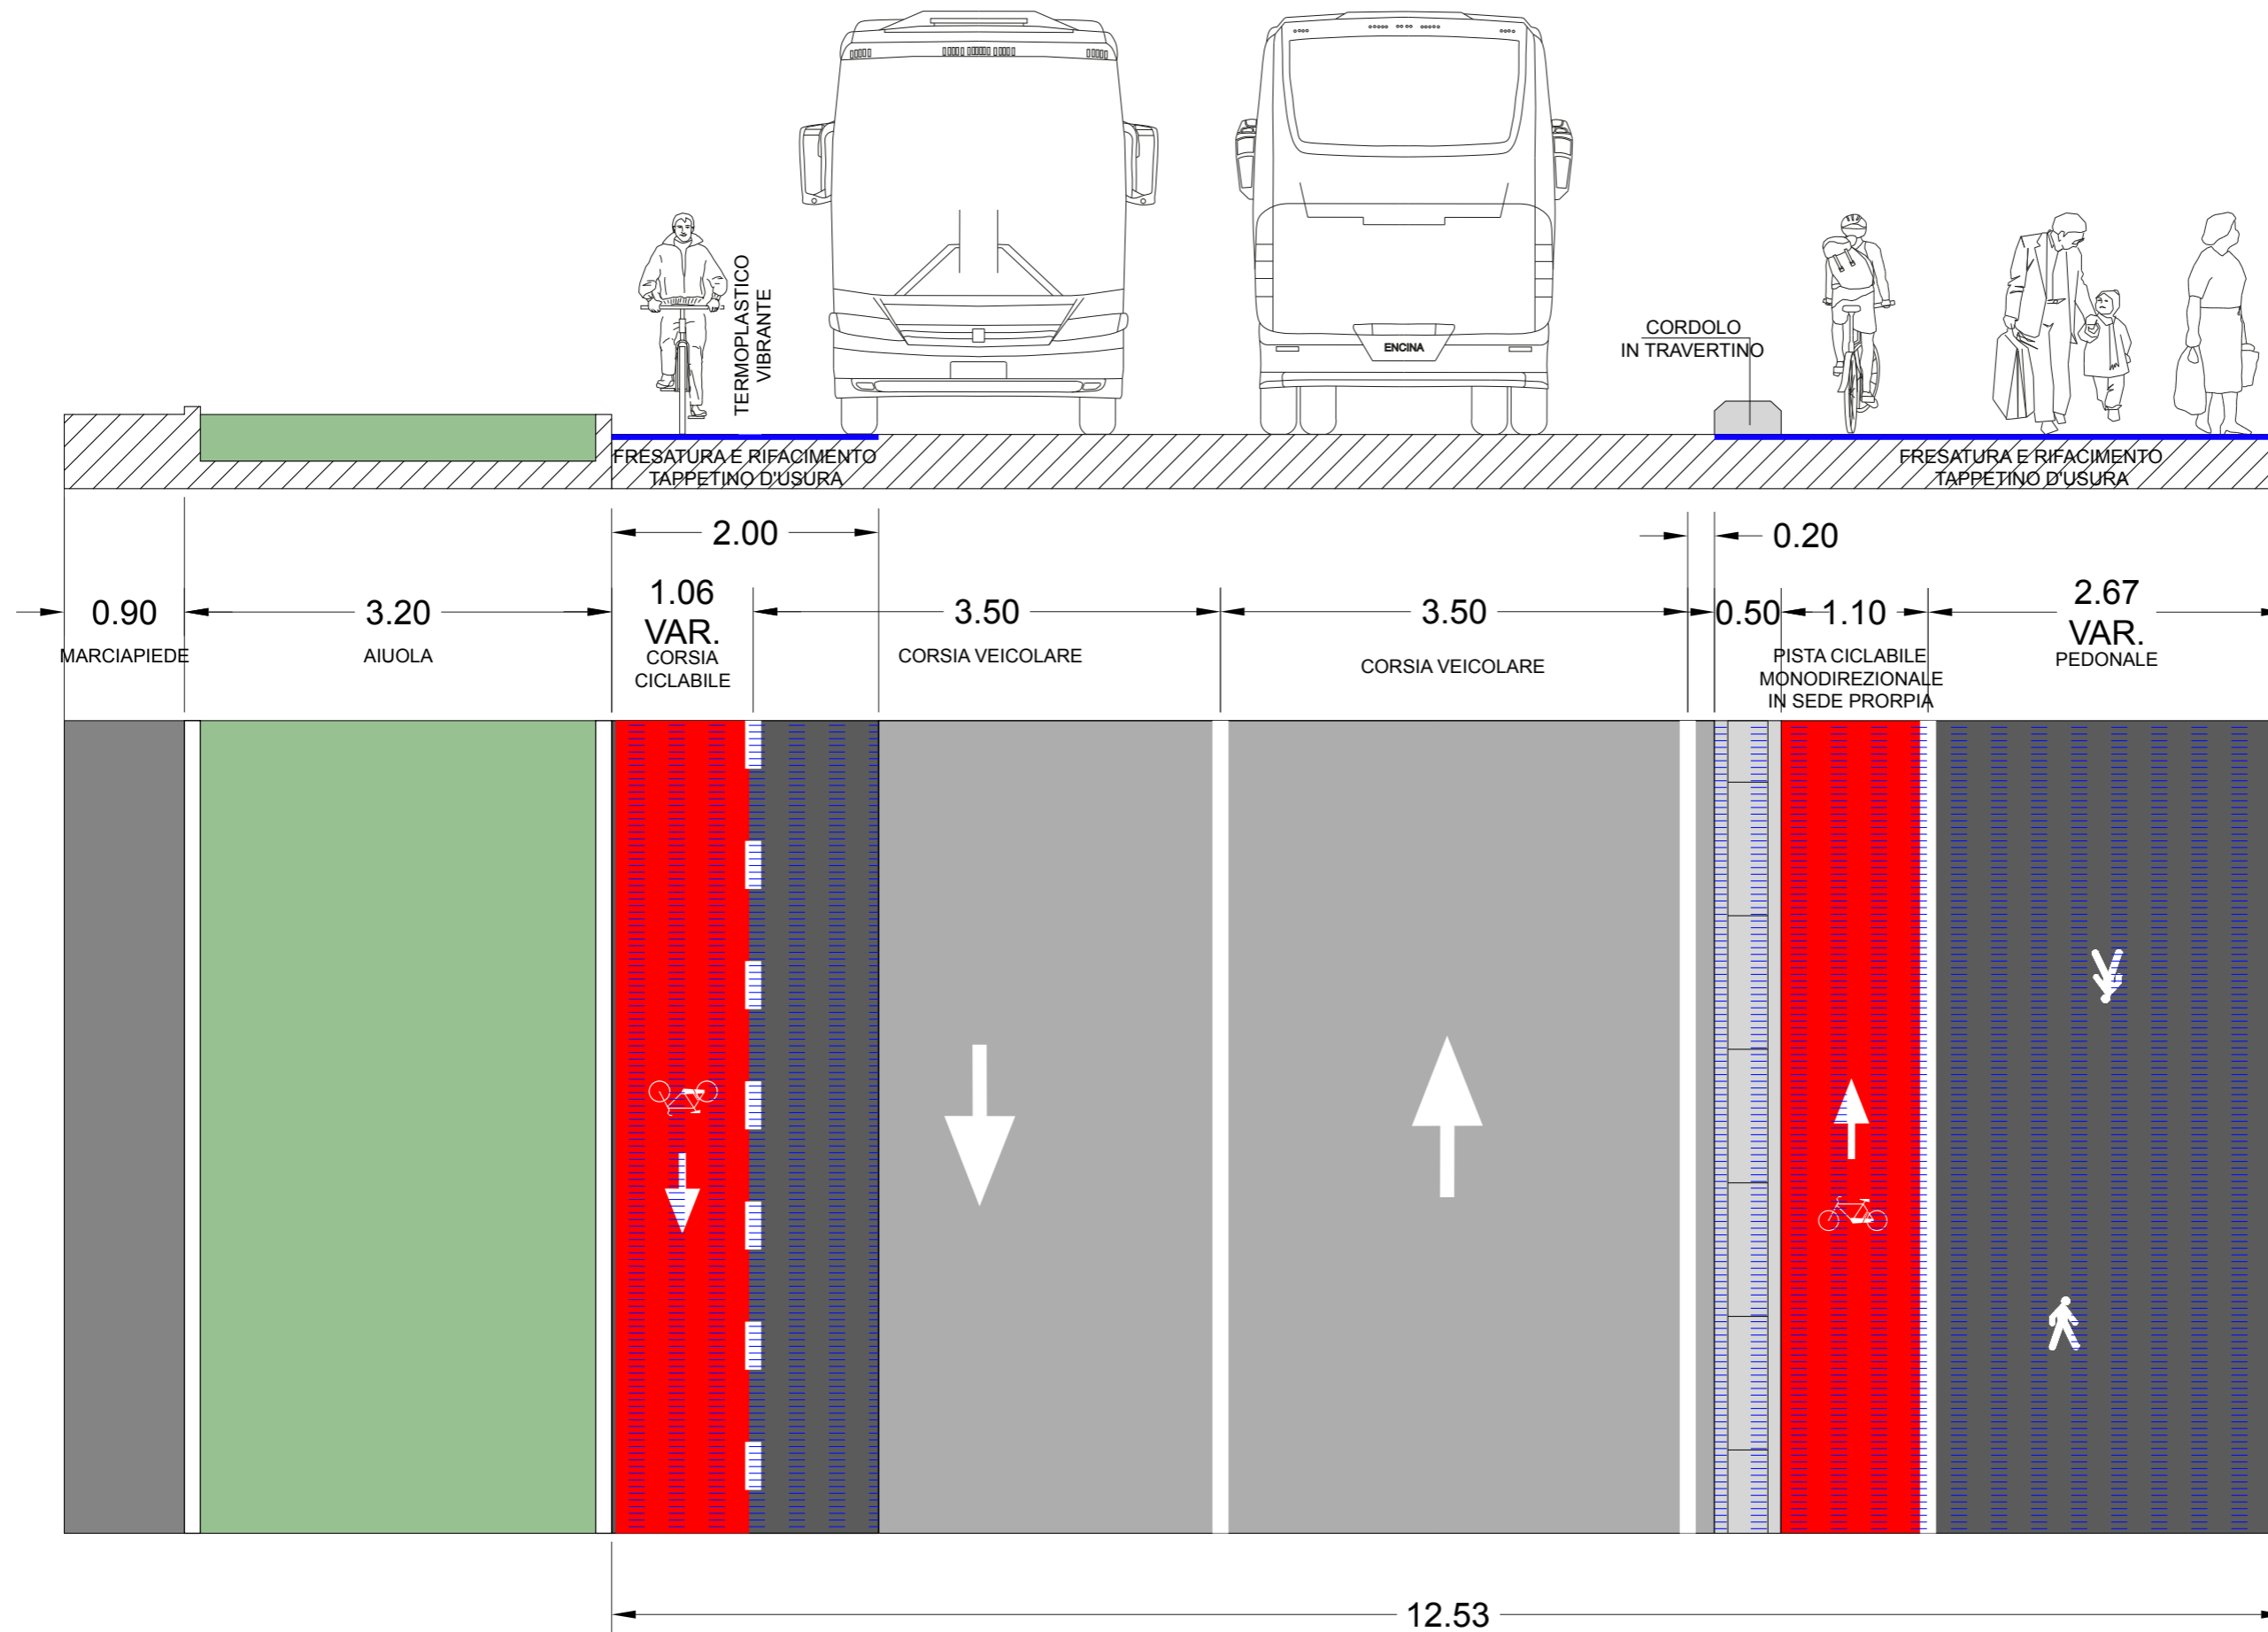 TERMOPLASTICO
VIBRANTE
ENCINA
CORDOLO
IN TRAVERTINO
FRESATURA E RIFACIMENTO
TAPPETINO D'USURA
FRESATURA E RIFACIMENTO
TAPPETINO D'USURA
2.00
0.20
0.90
MARCIAPIEDE
3.20
AIUOLA
1.06
VAR.
CORSIA
CICLABILE
3.50
CORSIA VEICOLARE
3.50
CORSIA VEICOLARE
0.50
1.10
PISTA CICLABILE
MONODIREZIONALE
IN SEDE PRORPIA
2.67
VAR.
PEDONALE
12.53